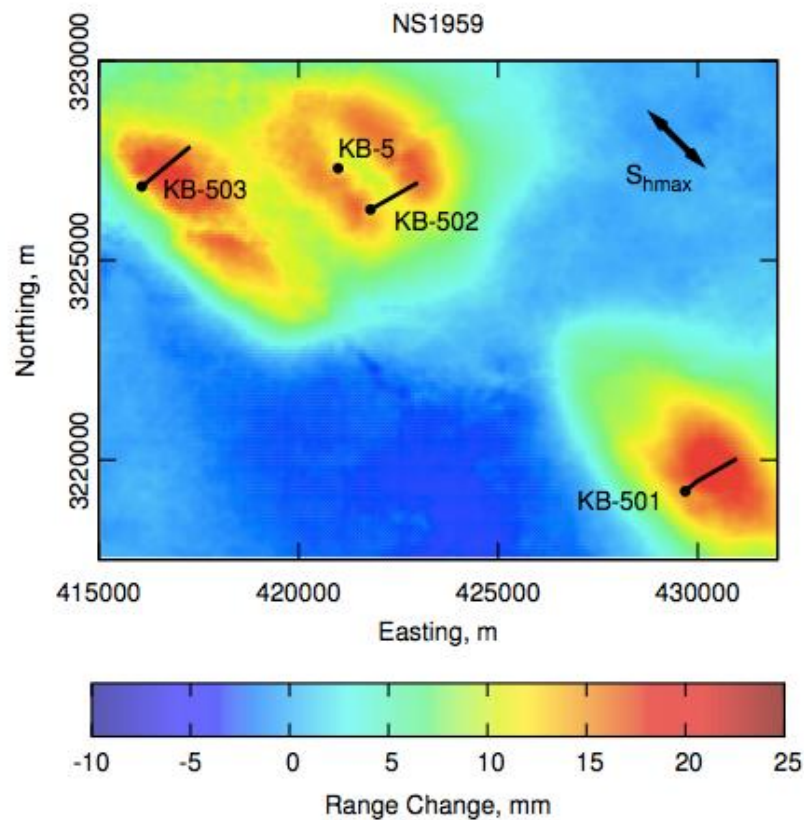 NS1959
3230000
3225000
3220000
Northing, m
KB-5
KB-503
KB-502
S_hmax
KB-501
415000 420000 425000 430000
Easting, m
-10 -5 0 5 10 15 20 25
Range Change, mm